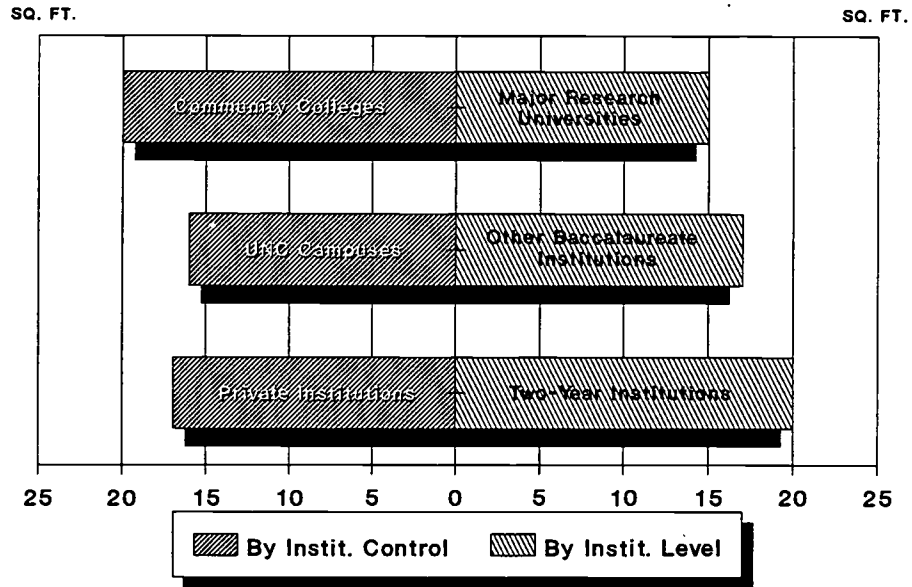 SQ. FT. SQ. FT.
Community Colleges
Major Research
Universities
UNC Campuses
Other Baccalaureate
Institutions
Private Institutions
Two-Year Institutions
25 20 15 10 5 0 5 10 15 20 25
By Instit. Control By Instit. Level